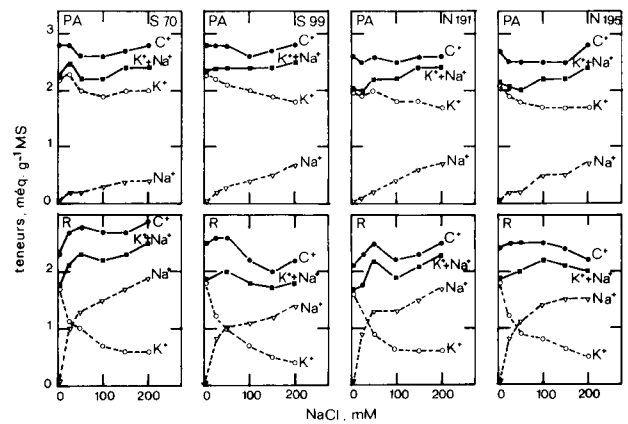 PA S 70 PA S 99 PA N 191 PA N 195
3 C⁺ C⁺ C⁺ C⁺
K⁺+Na⁺ K⁺+Na⁺ K⁺+Na⁺ K⁺+Na⁺
2 K⁺ K⁺ K⁺ K⁺
1
Na⁺ Na⁺ Na⁺ Na⁺
0
teneurs, méq. g⁻¹ MS
R R R R
C⁺ C⁺ C⁺ C⁺
K⁺+Na⁺ K⁺+Na⁺ K⁺+Na⁺ K⁺+Na⁺
2 Na⁺ Na⁺ Na⁺ Na⁺
1
K⁺ K⁺ K⁺ K⁺
0
0 100 200 0 100 200 0 100 200 0 100 200
NaCl, mM